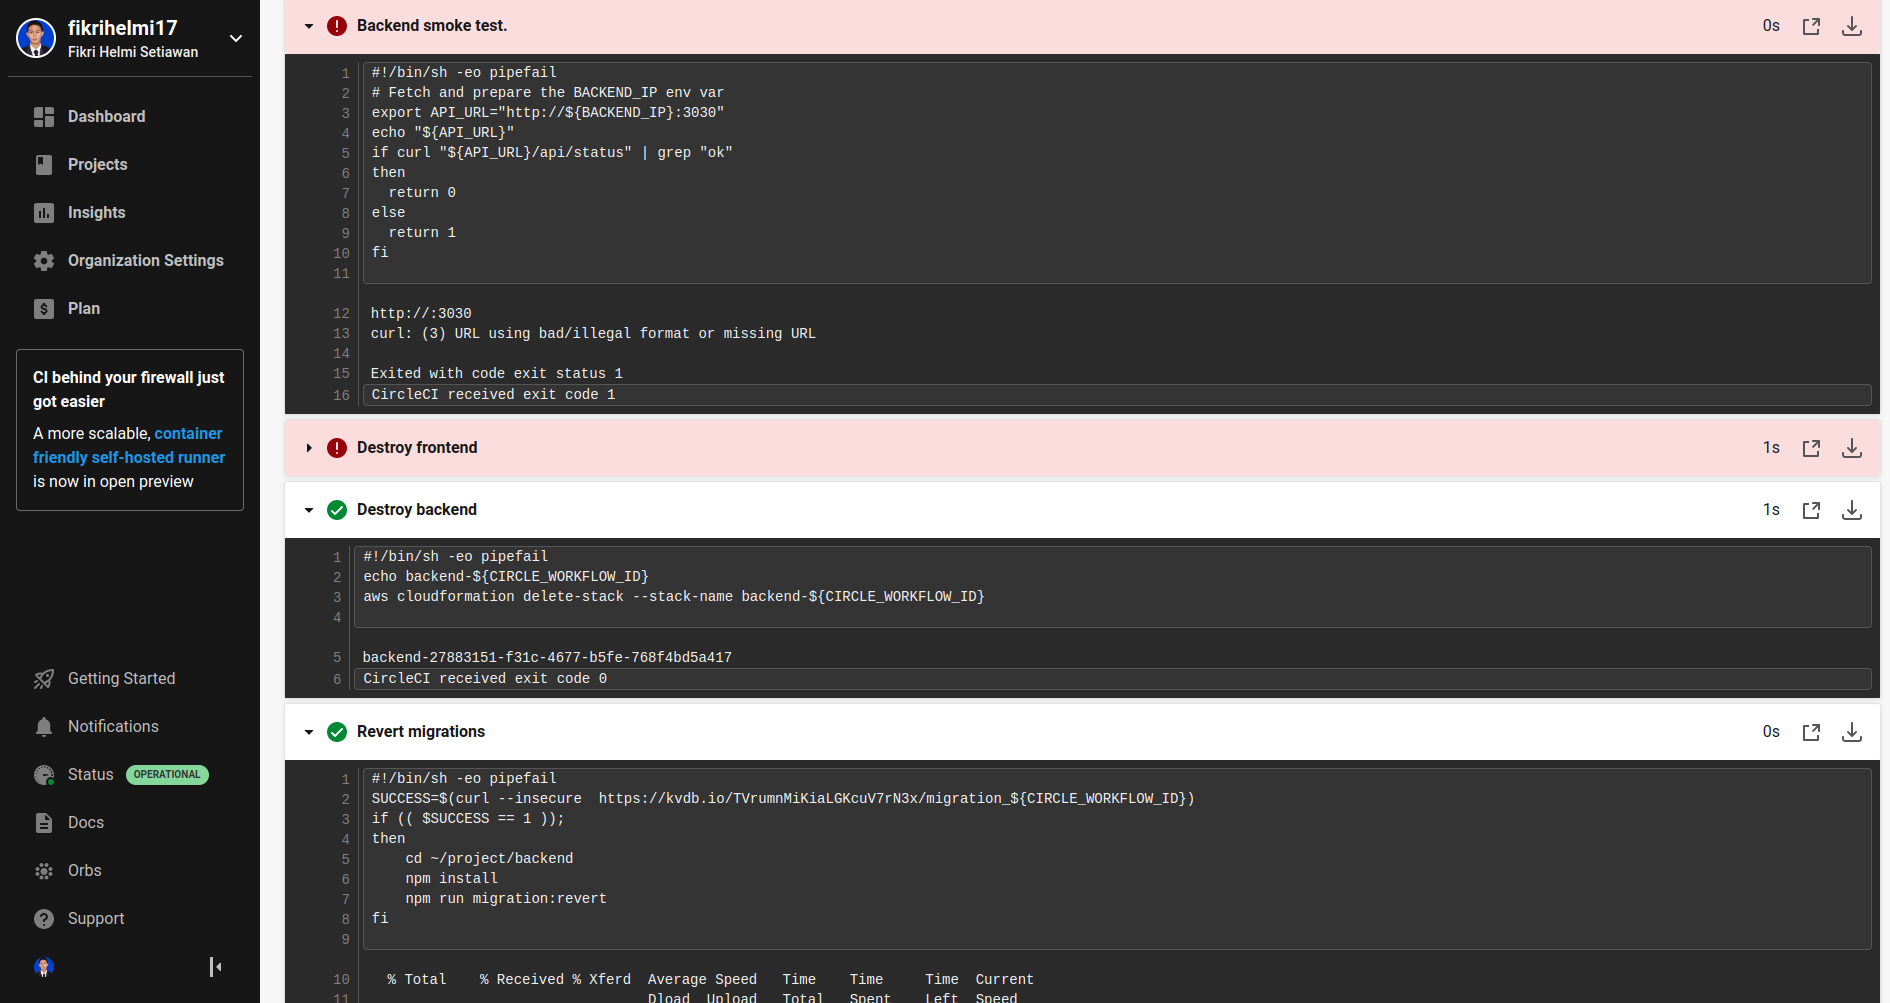 fikrihelmi17
Fikri Helmi Setiawan
Dashboard
Projects
Insights
Organization Settings
Plan
CI behind your firewall just
got easier
A more scalable, container
friendly self-hosted runner
is now in open preview
Getting Started
Notifications
Status OPERATIONAL
Docs
Orbs
Support
Backend smoke test. 0s
1 #!/bin/sh -eo pipefail
2 # Fetch and prepare the BACKEND_IP env var
3 export API_URL="http://${BACKEND_IP}:3030"
4 echo "${API_URL}"
5 if curl "${API_URL}/api/status" | grep "ok"
6 then
7 return 0
8 else
9 return 1
10 fi
11
12 http://:3030
13 curl: (3) URL using bad/illegal format or missing URL
14
15 Exited with code exit status 1
16 CircleCI received exit code 1
Destroy frontend 1s
Destroy backend 1s
1 #!/bin/sh -eo pipefail
2 echo backend-${CIRCLE_WORKFLOW_ID}
3 aws cloudformation delete-stack --stack-name backend-${CIRCLE_WORKFLOW_ID}
4
5 backend-27883151-f31c-4677-b5fe-768f4bd5a417
6 CircleCI received exit code 0
Revert migrations 0s
1 #!/bin/sh -eo pipefail
2 SUCCESS=$(curl --insecure  https://kvdb.io/TVrumnMiKiaLGKcuV7rN3x/migration_${CIRCLE_WORKFLOW_ID})
3 if (( $SUCCESS == 1 ));
4 then
5 cd ~/project/backend
6 npm install
7 npm run migration:revert
8 fi
9
10 % Total % Received % Xferd Average Speed Time Time Time Current
11 Dload Upload Total Spent Left Speed